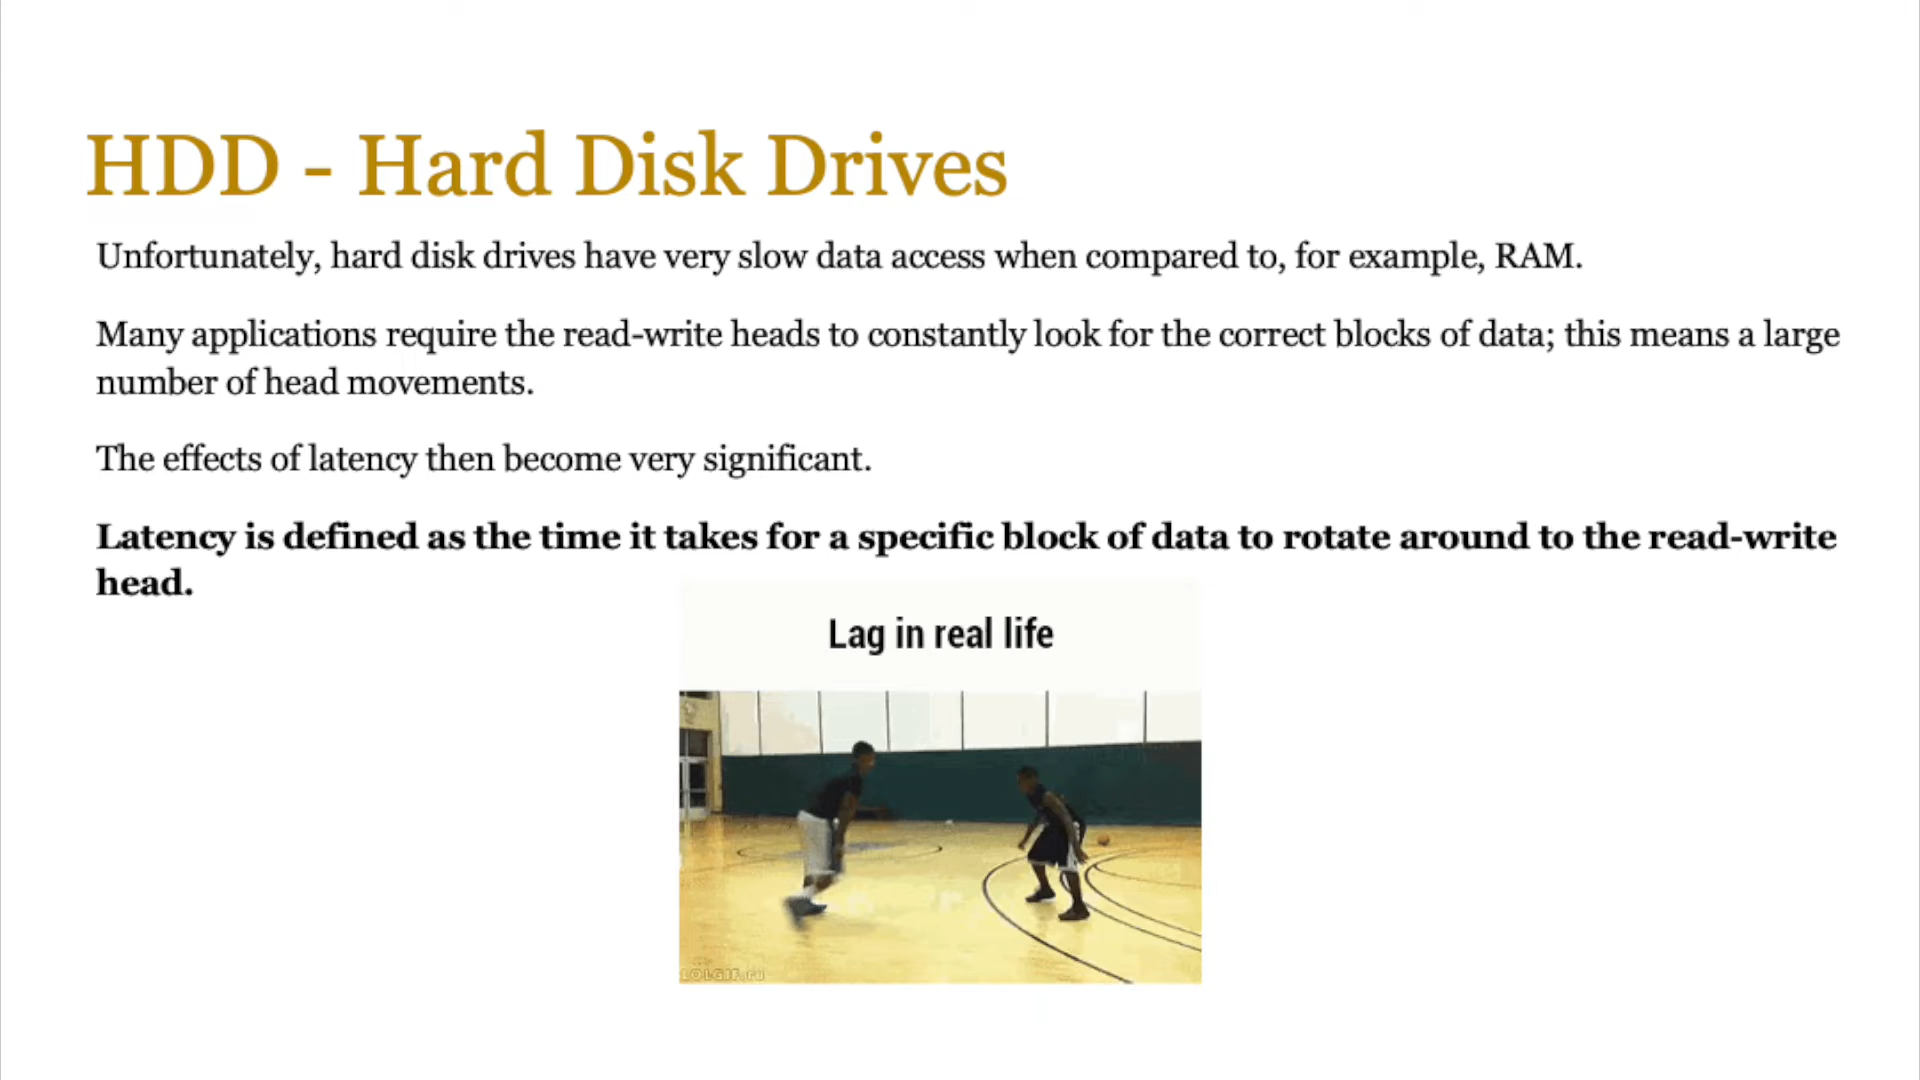 HDD - Hard Disk Drives
Unfortunately, hard disk drives have very slow data access when compared to, for example, RAM.
Many applications require the read-write heads to constantly look for the correct blocks of data; this means a large
number of head movements.
The effects of latency then become very significant.
Latency is defined as the time it takes for a specific block of data to rotate around to the read-write
head.
Lag in real life
LOLGIF.ru